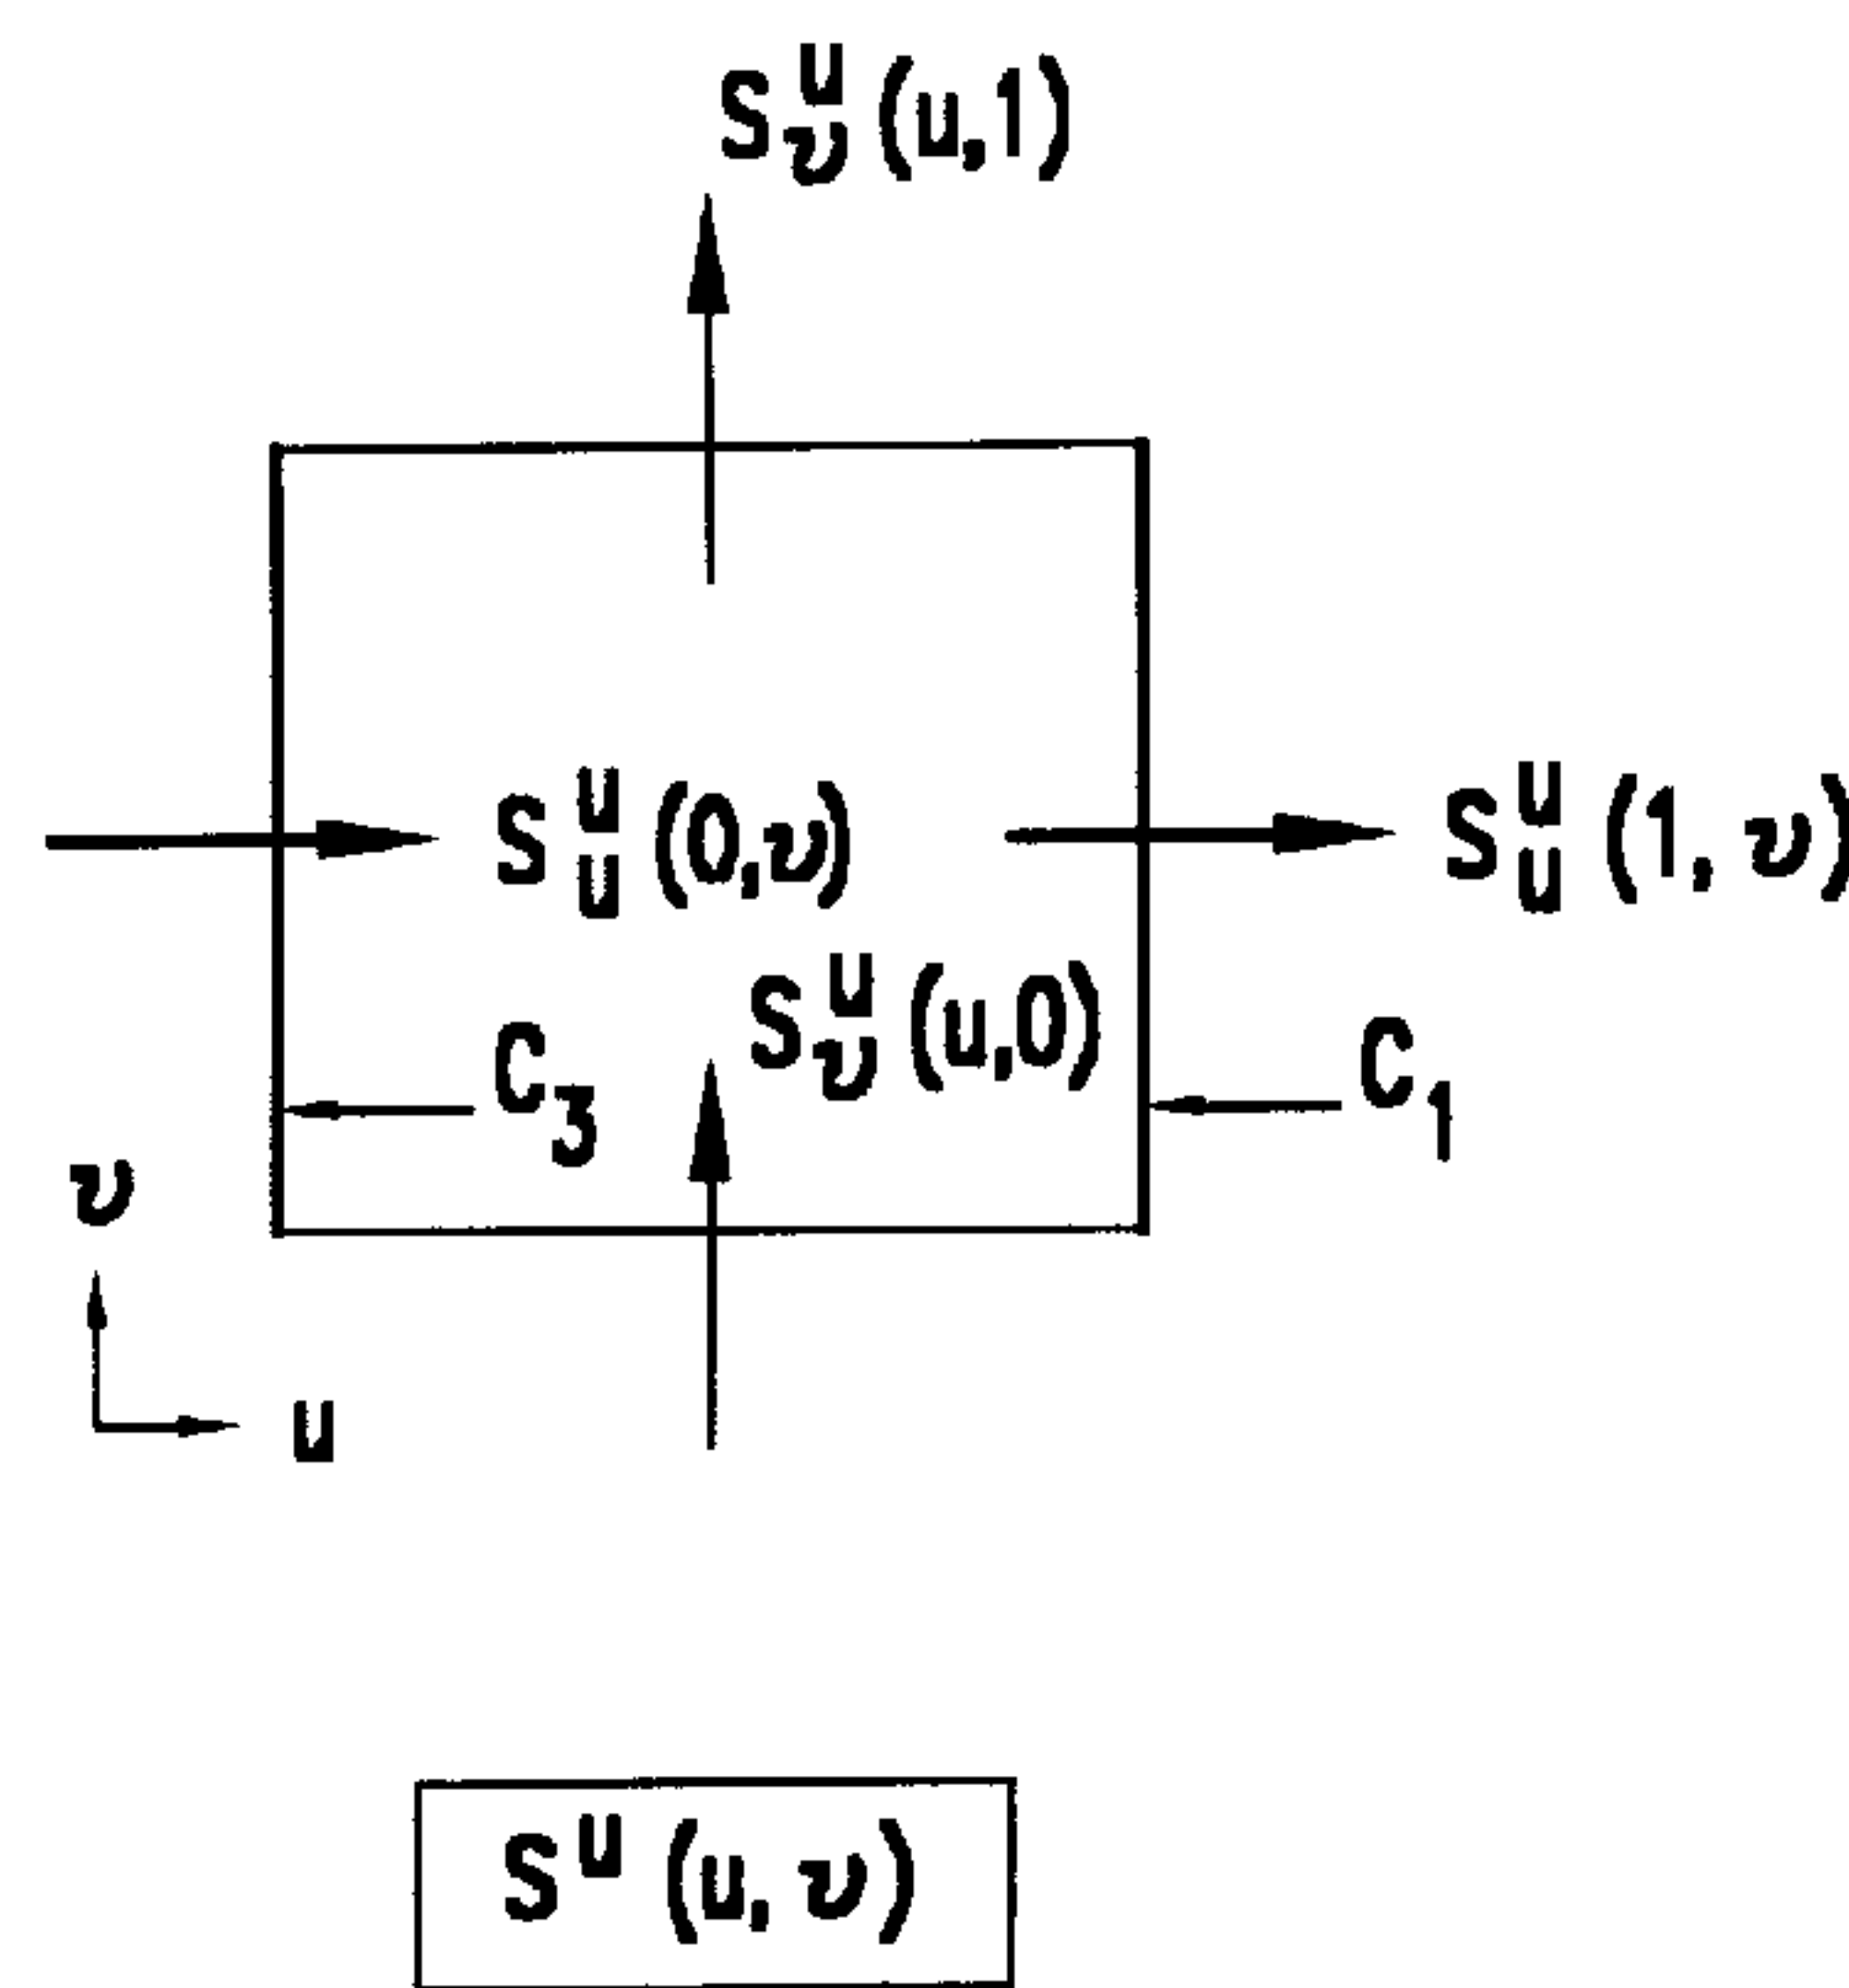 S^u_v (u,1)
S^u_u (0,v)
S^u_u (1,v)
S^u_v (u,0)
C_3
C_1
v
u
S^u (u,v)